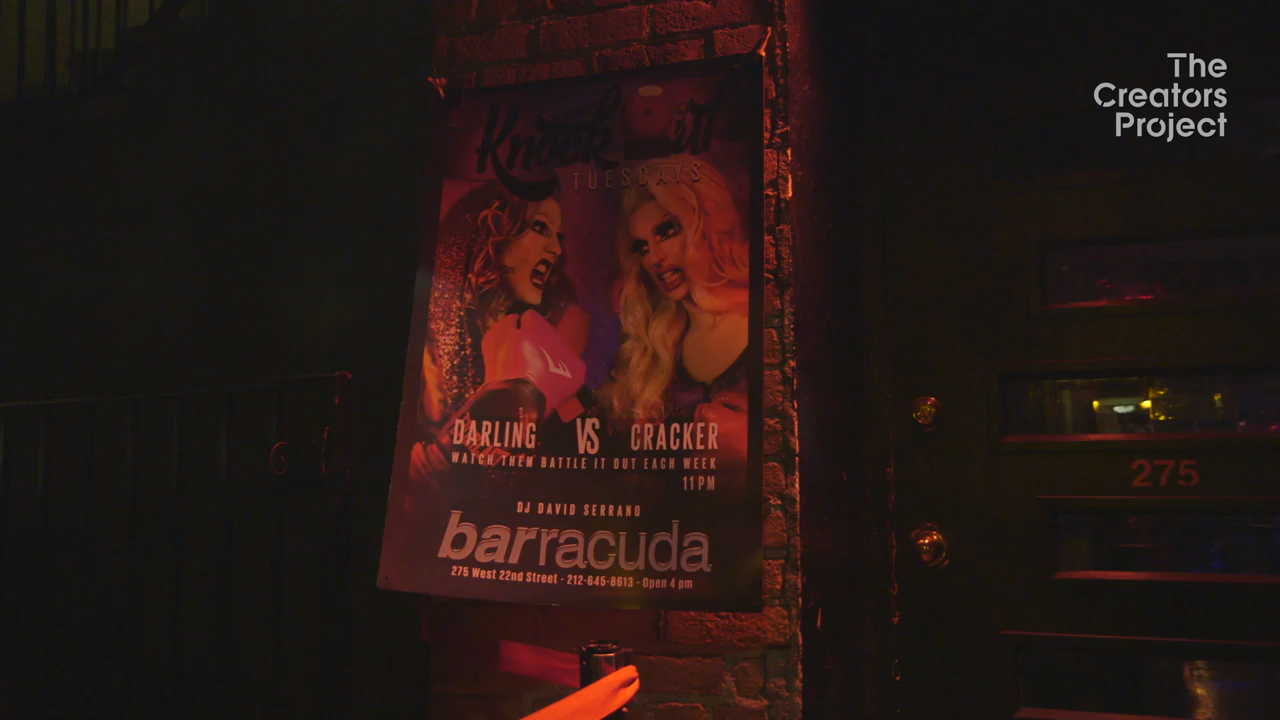 The
Creators
Project
Knock it!
TUESDAYS
DARLING VS CRACKER
WATCH THEM BATTLE IT OUT EACH WEEK
11PM
DJ DAVID SERRANO
barracuda
275 West 22nd Street - 212-645-8613 - Open 4 pm
275